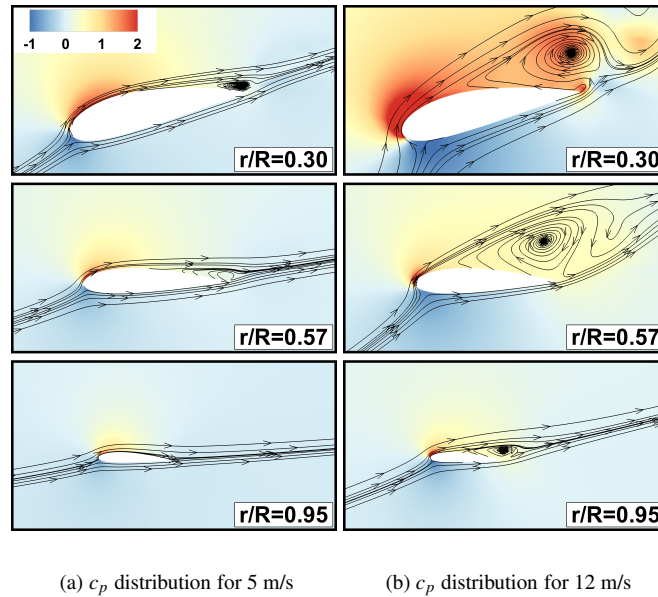 -1 0 1 2
r/R=0.30
r/R=0.30
r/R=0.57
r/R=0.57
r/R=0.95
r/R=0.95
(a) c_p distribution for 5 m/s
(b) c_p distribution for 12 m/s